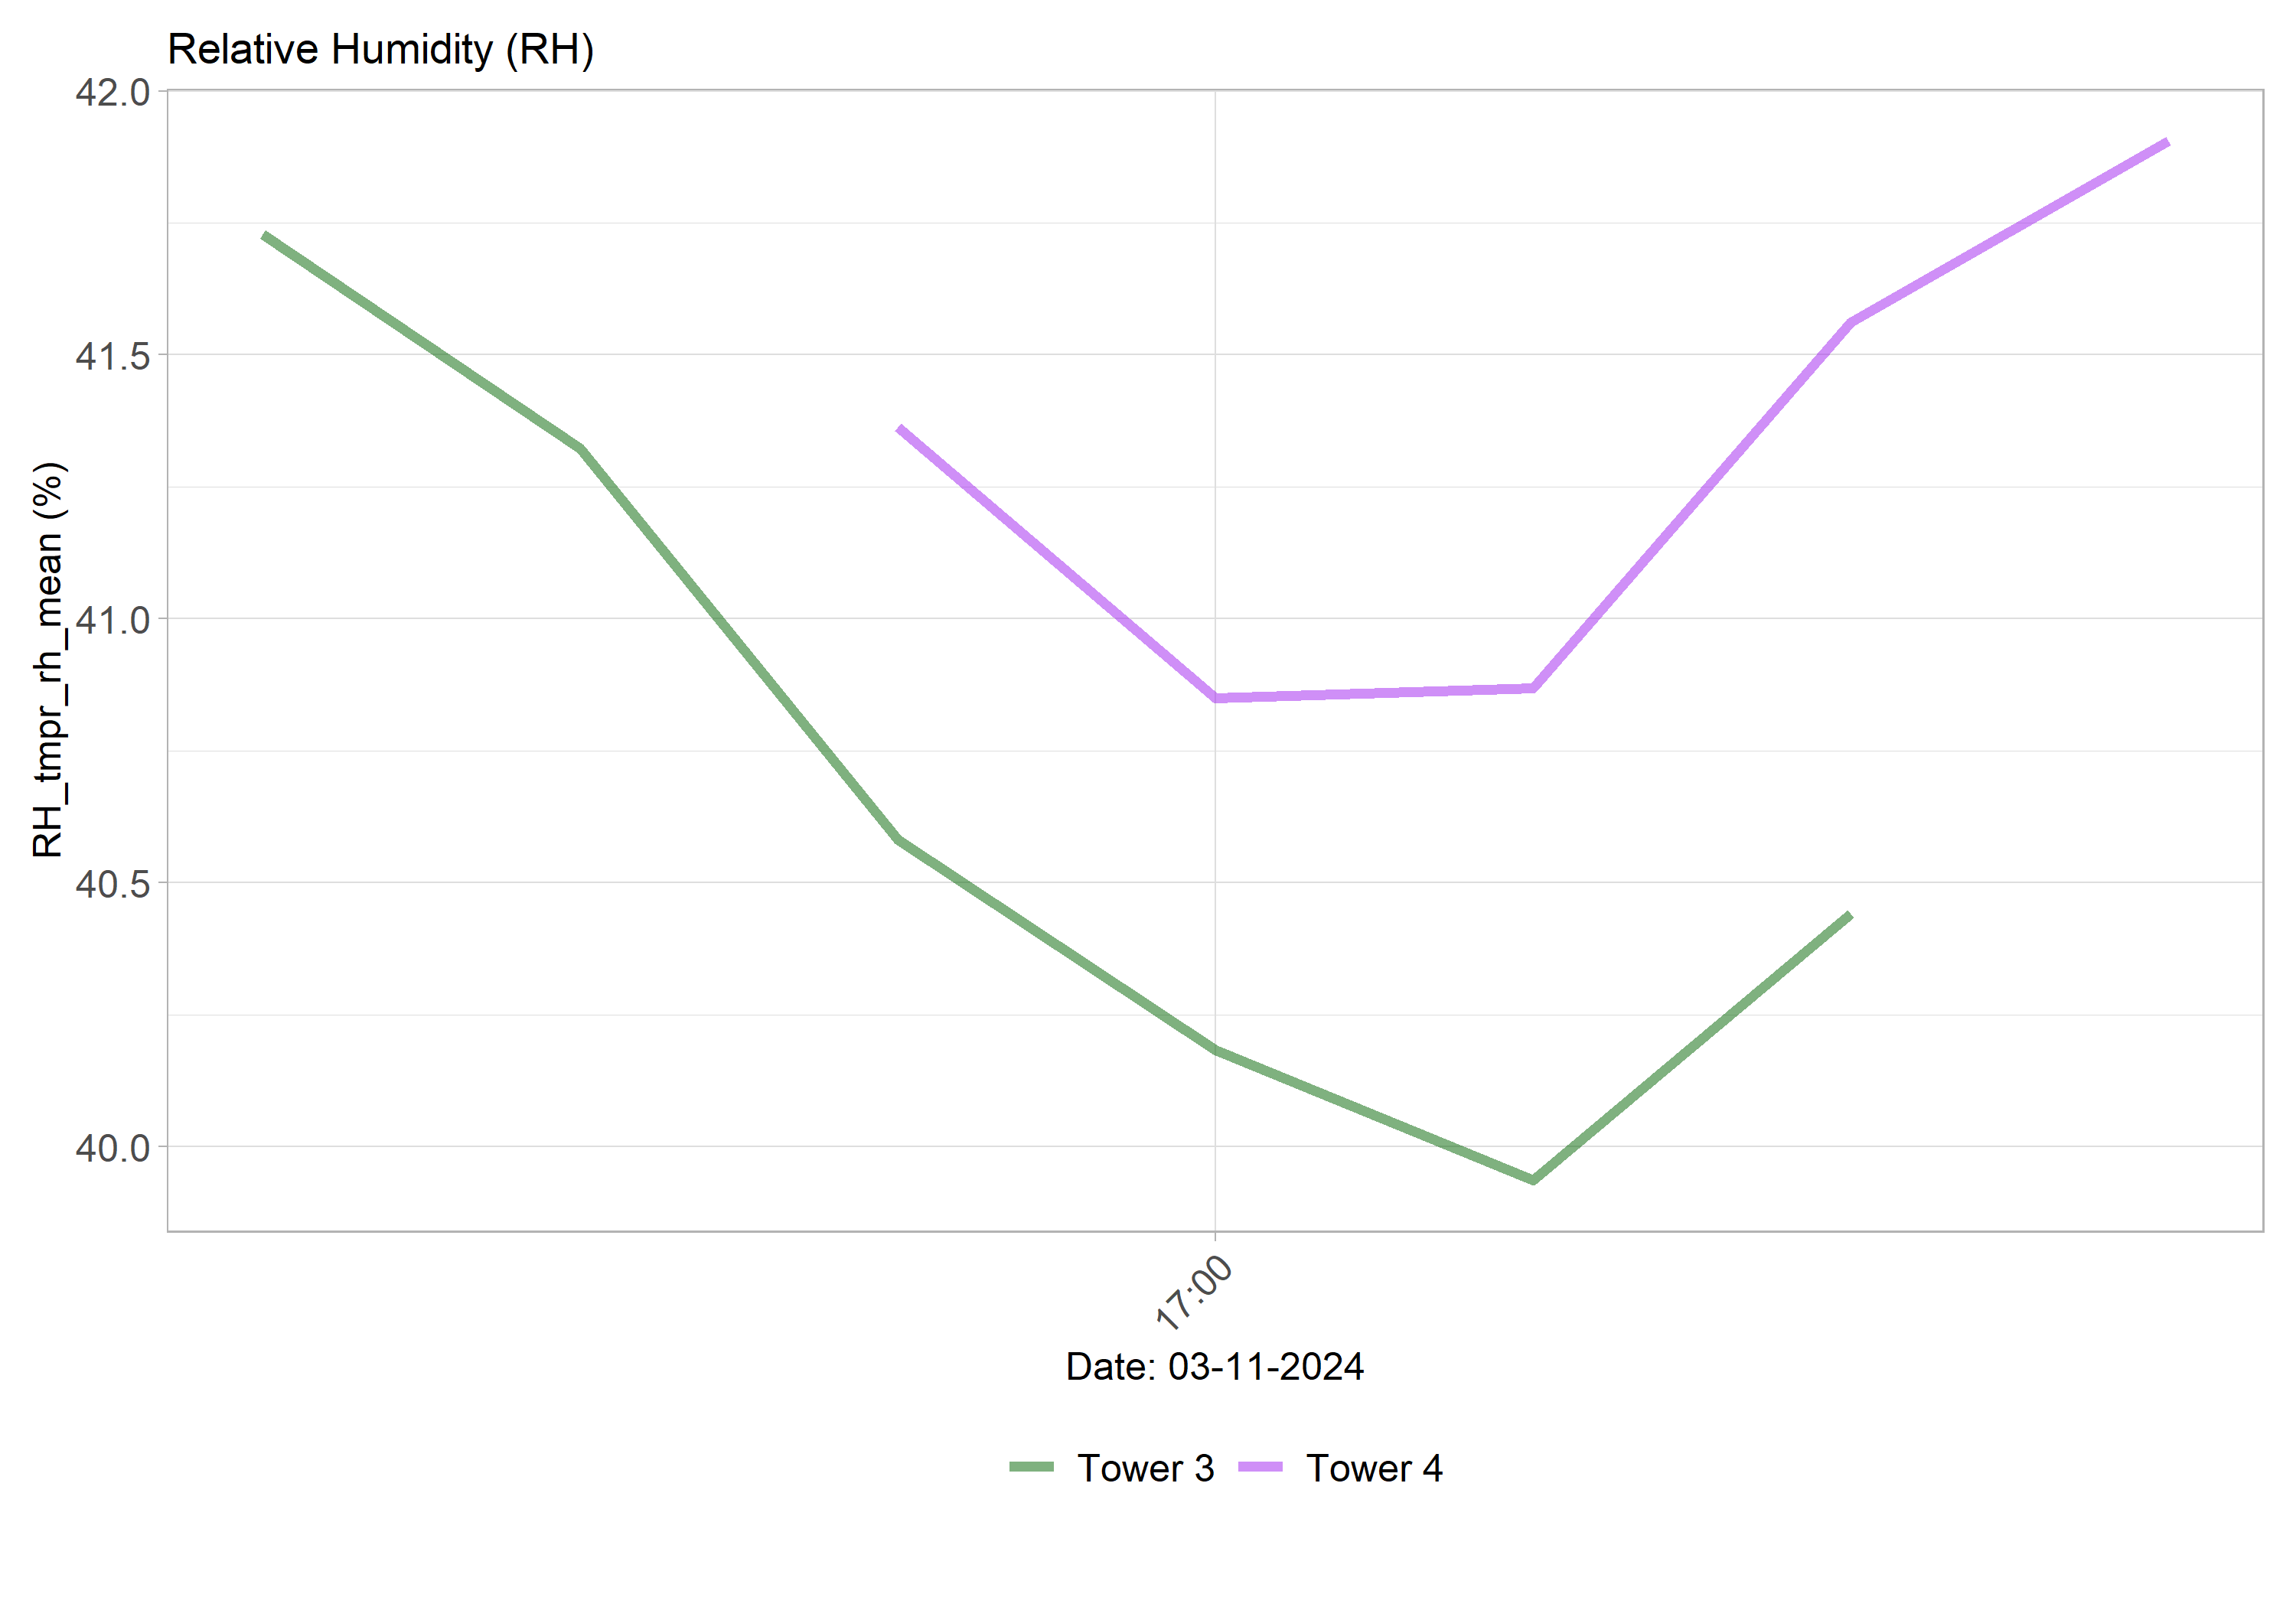 Relative Humidity (RH)
RH_tmpr_rh_mean (%)
42.0
41.5
41.0
40.5
40.0
17:00
Date: 03-11-2024
Tower 3 Tower 4